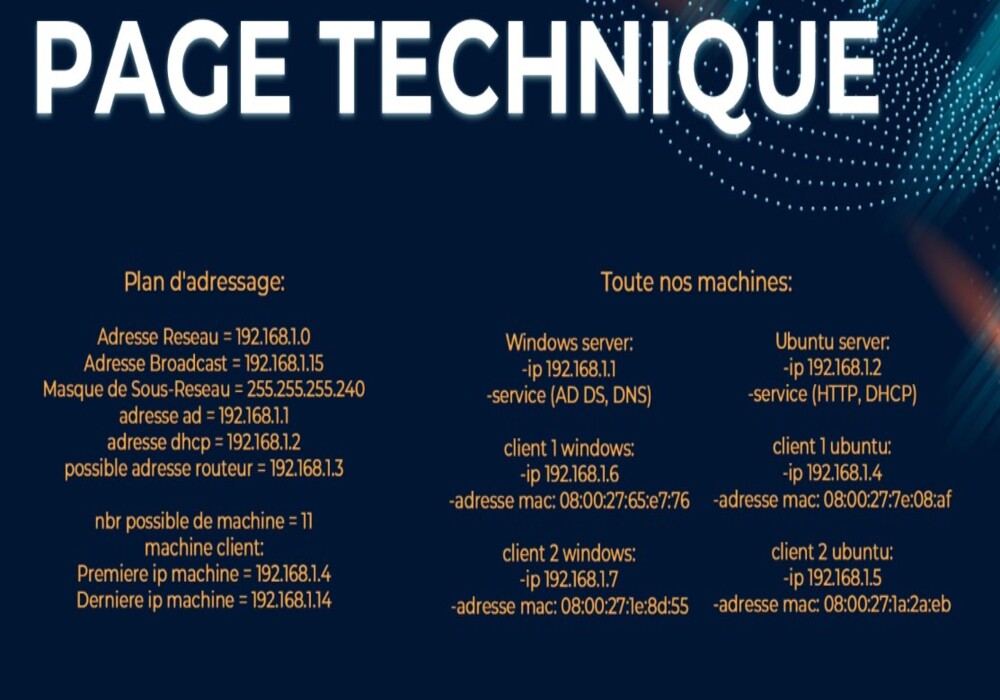 PAGE TECHNIQUE
Plan d'adressage:
Adresse Reseau = 192.168.1.0
Adresse Broadcast = 192.168.1.15
Masque de Sous-Reseau = 255.255.255.240
adresse ad = 192.168.1.1
adresse dhcp = 192.168.1.2
possible adresse routeur = 192.168.1.3
nbr possible de machine = 11
machine client:
Premiere ip machine = 192.168.1.4
Derniere ip machine = 192.168.1.14
Toute nos machines:
Windows server:
-ip 192.168.1.1
-service (AD DS, DNS)
client 1 windows:
-ip 192.168.1.6
-adresse mac: 08:00:27:65:e7:76
client 2 windows:
-ip 192.168.1.7
-adresse mac: 08:00:27:1e:8d:55
Ubuntu server:
-ip 192.168.1.2
-service (HTTP, DHCP)
client 1 ubuntu:
-ip 192.168.1.4
-adresse mac: 08:00:27:7e:08:af
client 2 ubuntu:
-ip 192.168.1.5
-adresse mac: 08:00:27:1a:2a:eb